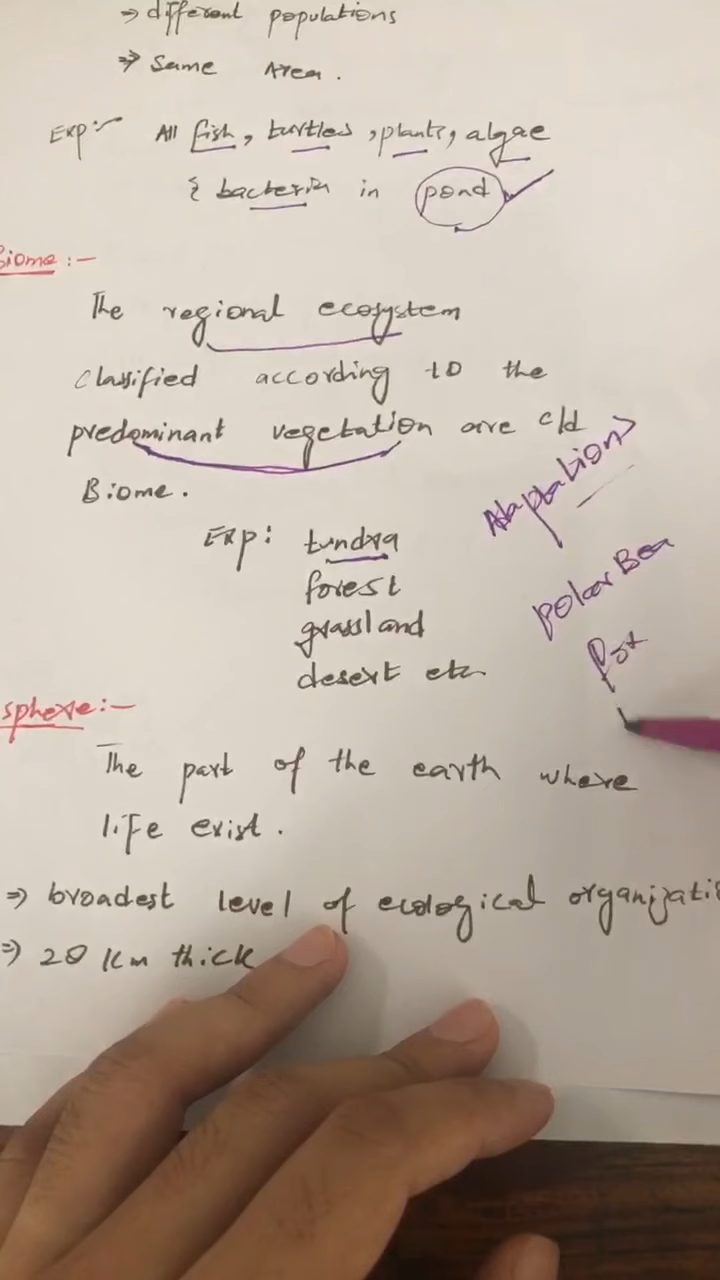 ⇒ different populations
⇒ Same Area.
Exp:- All fish, turtles, plants, algae
& bacteria in pond
Biome:-
The regional ecosystem
classified according to the
predominant vegetation are c/d
Biome.
Exp: tundra
forest
grassland
desert etc.
Adaptation
polar Bea
Fox
sphere:-
The part of the earth where
life exist.
⇒ broadest level of ecological organizati
⇒ 20 Km thick